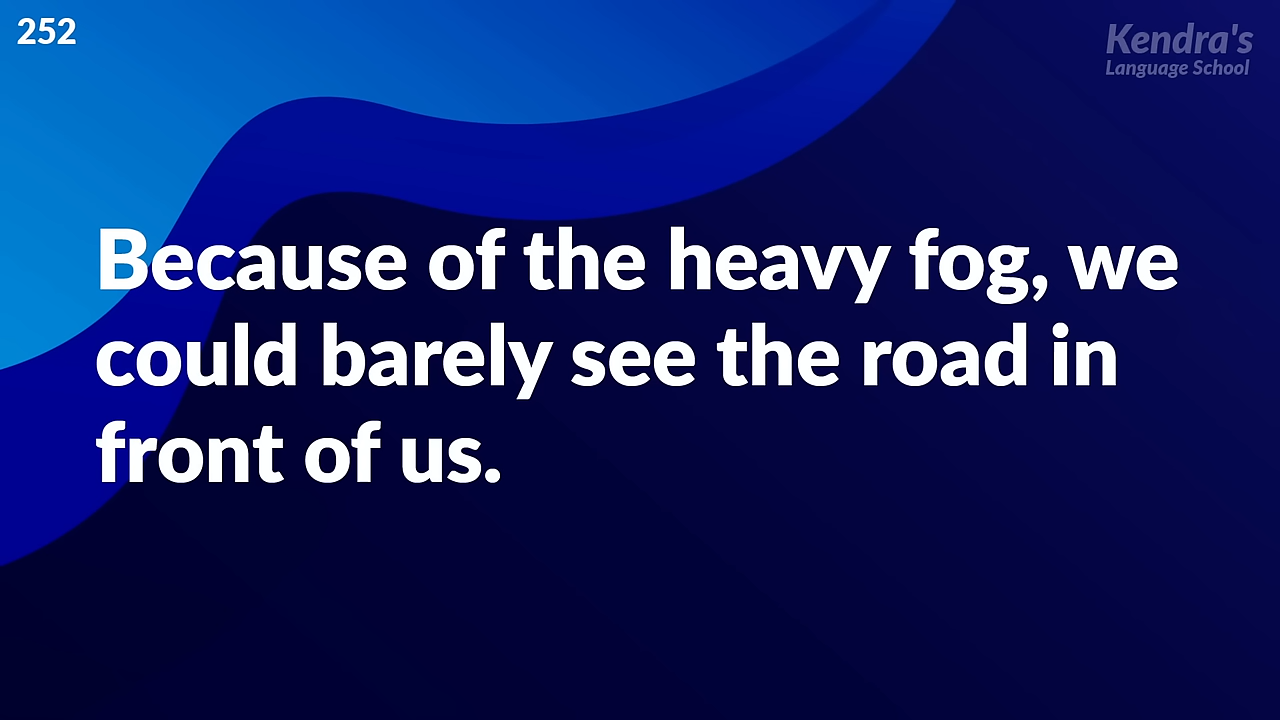 252
Kendra's
Language School
Because of the heavy fog, we
could barely see the road in
front of us.